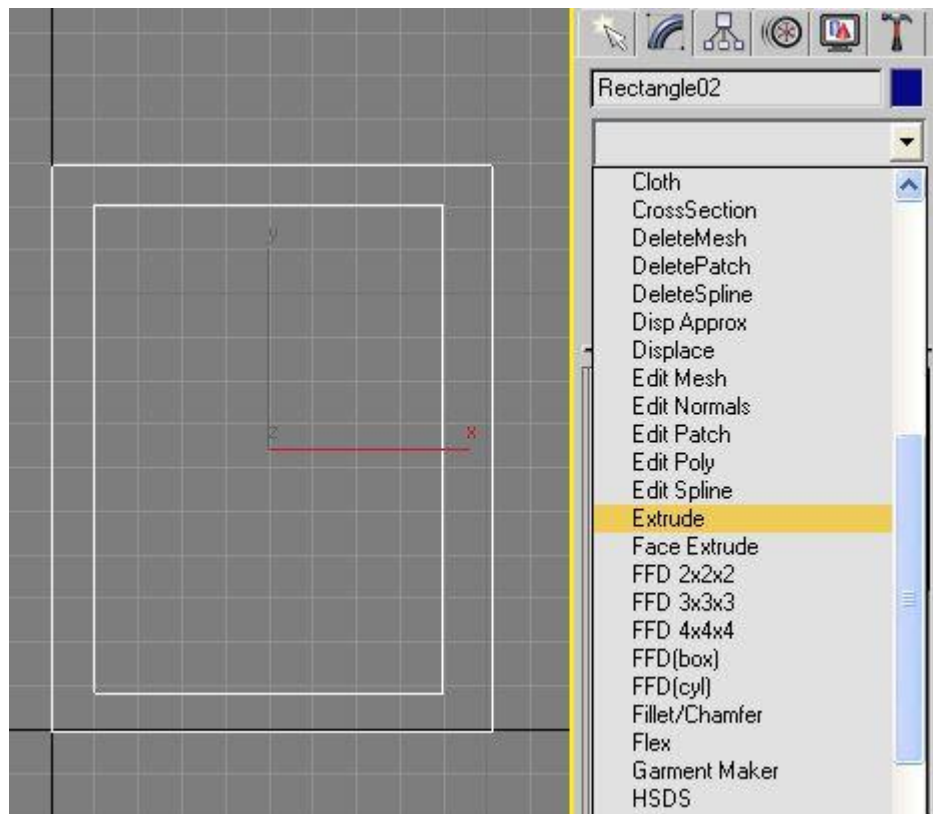 Rectangle02
Cloth
CrossSection
DeleteMesh
DeletePatch
DeleteSpline
Disp Approx
Displace
Edit Mesh
Edit Normals
Edit Patch
Edit Poly
Edit Spline
Extrude
Face Extrude
FFD 2x2x2
FFD 3x3x3
FFD 4x4x4
FFD(box)
FFD(cyl)
Fillet/Chamfer
Flex
Garment Maker
HSDS
y
z
x